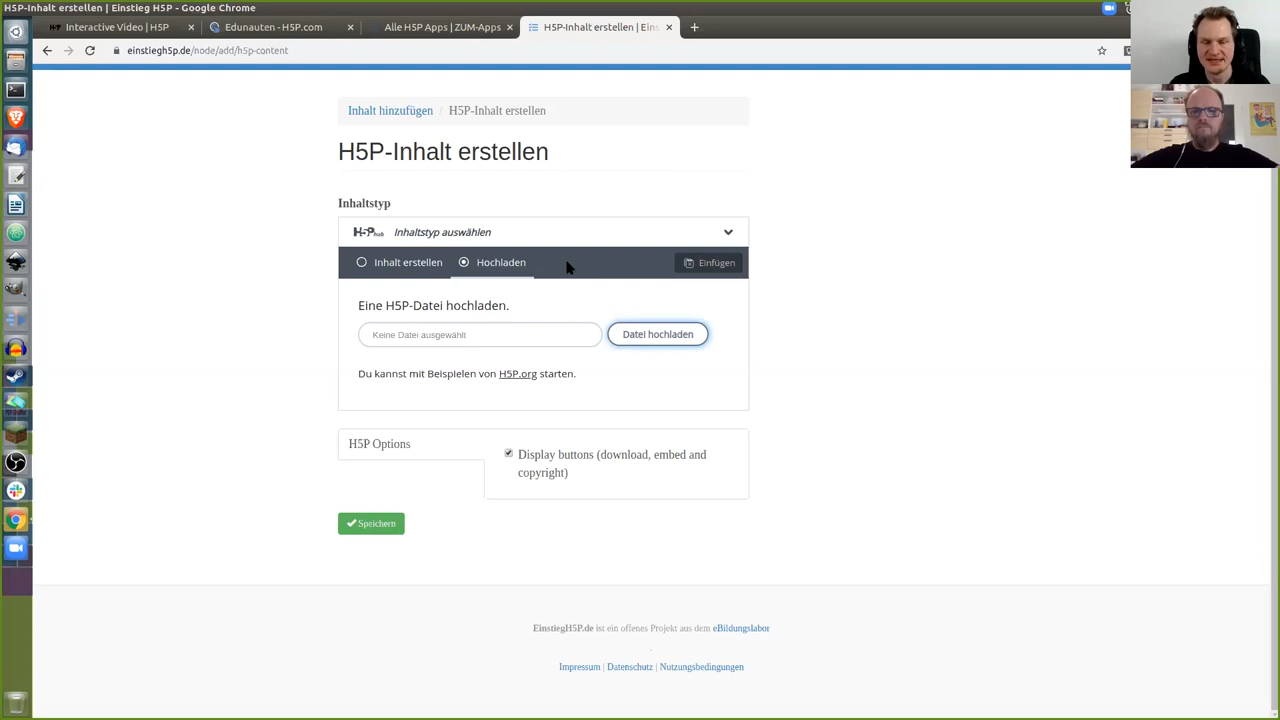 H5P-Inhalt erstellen | Einstieg H5P - Google Chrome
Interactive Video | H5P
Edunauten - H5P.com
Alle H5P Apps | ZUM-Apps
H5P-Inhalt erstellen | Eins
einstiegh5p.de/node/add/h5p-content
Inhalt hinzufügen / H5P-Inhalt erstellen
H5P-Inhalt erstellen
Inhaltstyp
H5P hub Inhaltstyp auswählen
Inhalt erstellen Hochladen Einfügen
Eine H5P-Datei hochladen.
Keine Datei ausgewählt Datei hochladen
Du kannst mit Beispielen von H5P.org starten.
H5P Options
Display buttons (download, embed and
copyright)
Speichern
EinstiegH5P.de ist ein offenes Projekt aus dem eBildungslabor
.
Impressum | Datenschutz | Nutzungsbedingungen